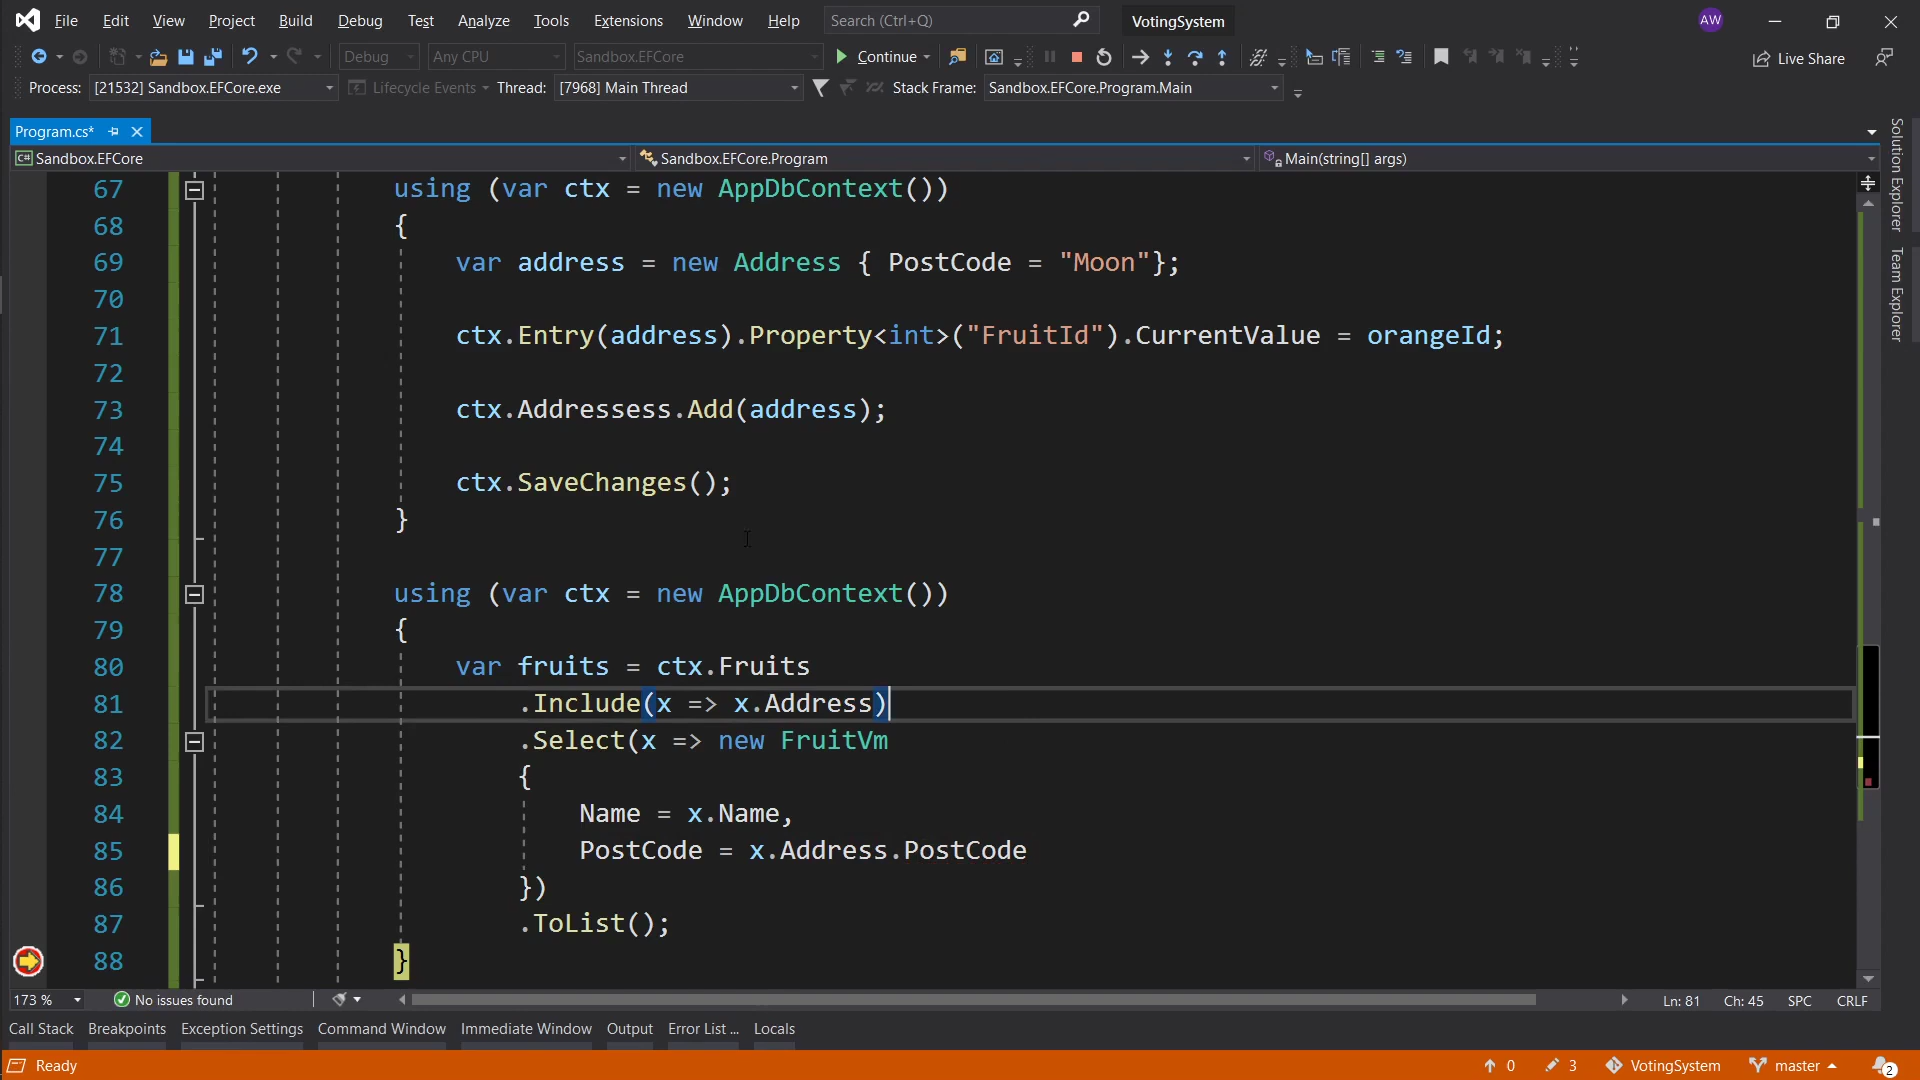 File Edit View Project Build Debug Test Analyze Tools Extensions Window Help Search (Ctrl+Q) VotingSystem AW
Debug Any CPU Sandbox.EFCore Continue Live Share
Process: [21532] Sandbox.EFCore.exe Lifecycle Events Thread: [7968] Main Thread Stack Frame: Sandbox.EFCore.Program.Main
Program.cs*
C# Sandbox.EFCore Sandbox.EFCore.Program Main(string[] args)
67 using (var ctx = new AppDbContext())
68 {
69 var address = new Address { PostCode = "Moon"};
70
71 ctx.Entry(address).Property<int>("FruitId").CurrentValue = orangeId;
72
73 ctx.Addressess.Add(address);
74
75 ctx.SaveChanges();
76 }
77
78 using (var ctx = new AppDbContext())
79 {
80 var fruits = ctx.Fruits
81 .Include(x => x.Address)
82 .Select(x => new FruitVm
83 {
84 Name = x.Name,
85 PostCode = x.Address.PostCode
86 })
87 .ToList();
88 }
Solution Explorer
Team Explorer
173 % No issues found Ln: 81 Ch: 45 SPC CRLF
Call Stack Breakpoints Exception Settings Command Window Immediate Window Output Error List ... Locals
Ready 0 3 VotingSystem master 2